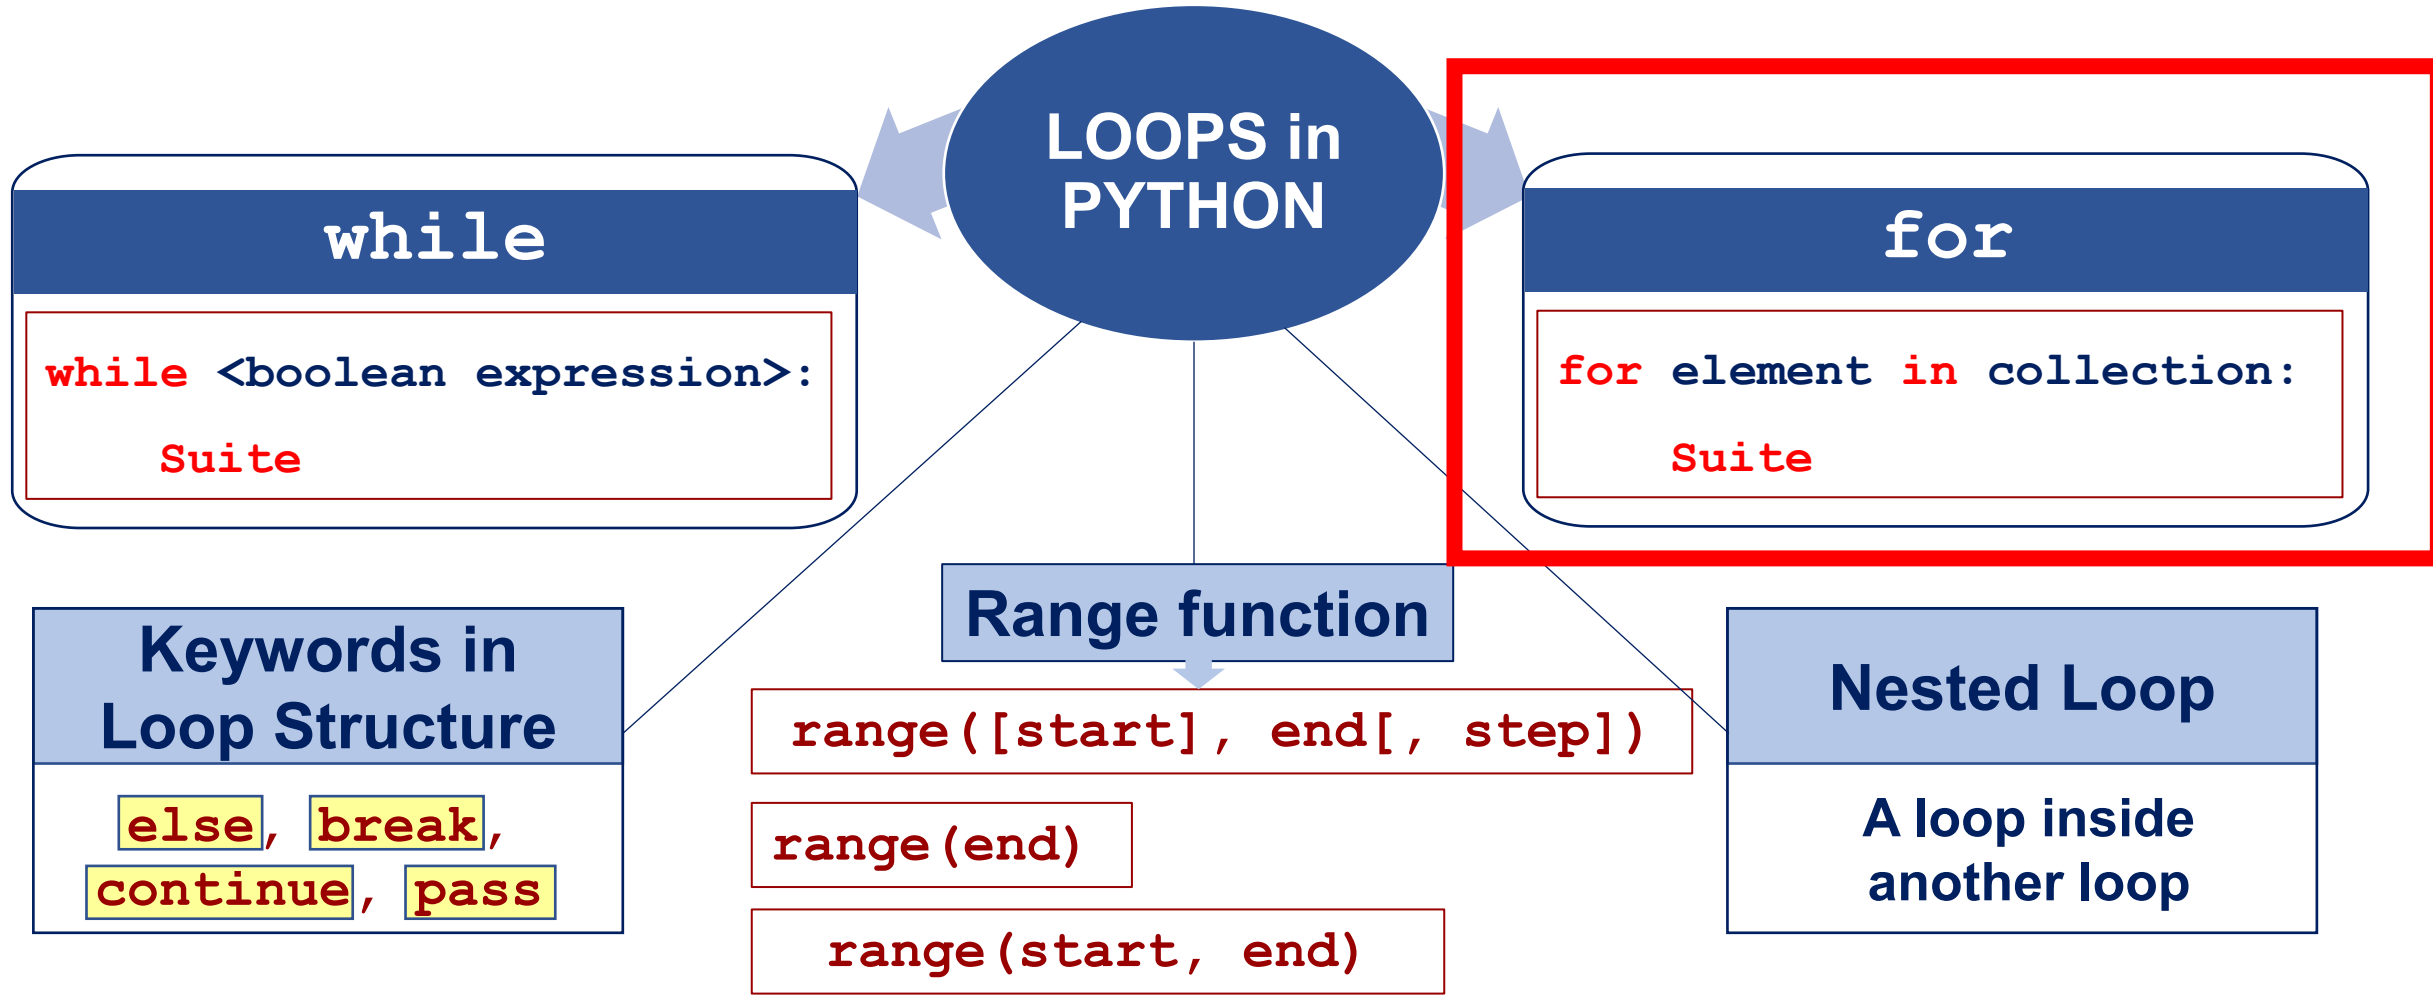 LOOPS in
PYTHON
while
while <boolean expression>:
Suite
for
for element in collection:
Suite
Keywords in
Loop Structure
else, break,
continue, pass
Range function
range([start], end[, step])
range(end)
range(start, end)
Nested Loop
A loop inside
another loop